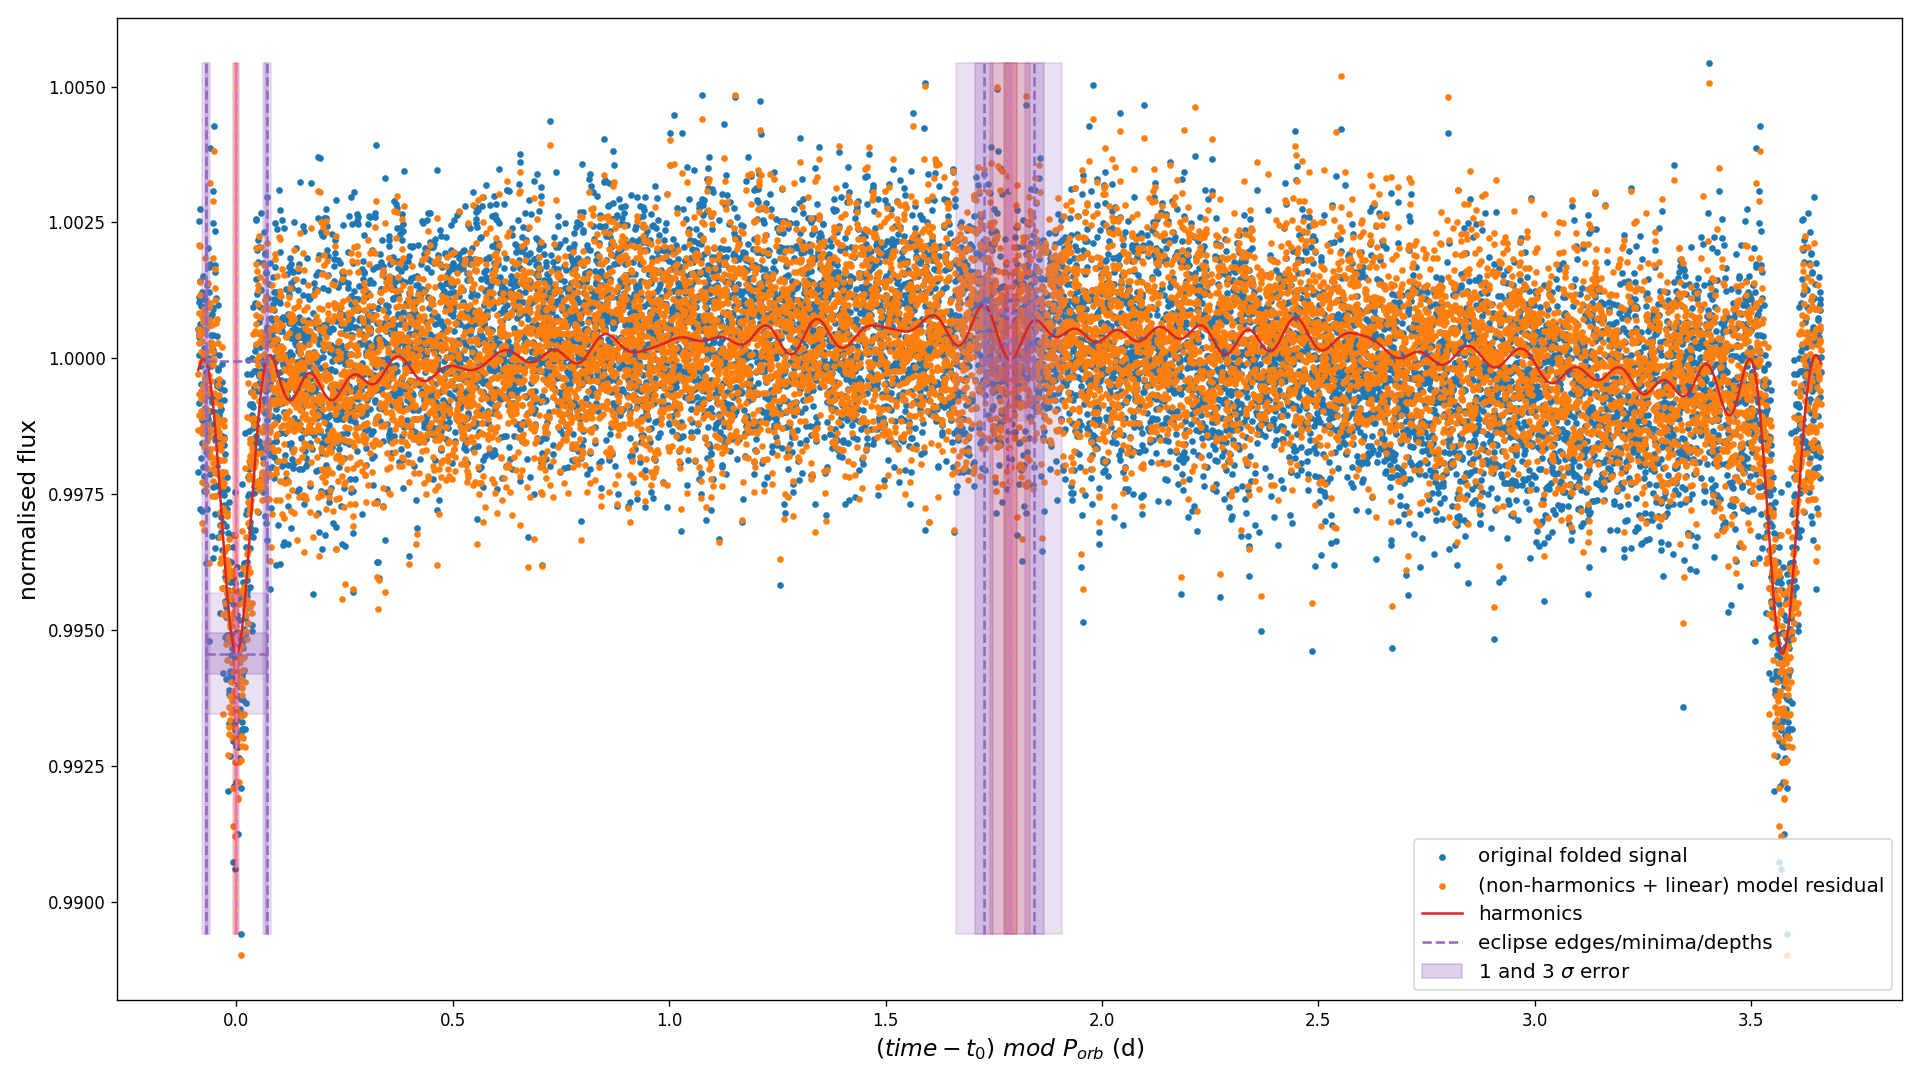 1.0050
1.0025
1.0000
0.9975
0.9950
0.9925
0.9900
normalised flux
original folded signal
(non-harmonics + linear) model residual
harmonics
eclipse edges/minima/depths
1 and 3 σ error
0.0 0.5 1.0 1.5 2.0 2.5 3.0 3.5
(time − t₀) mod P_orb (d)